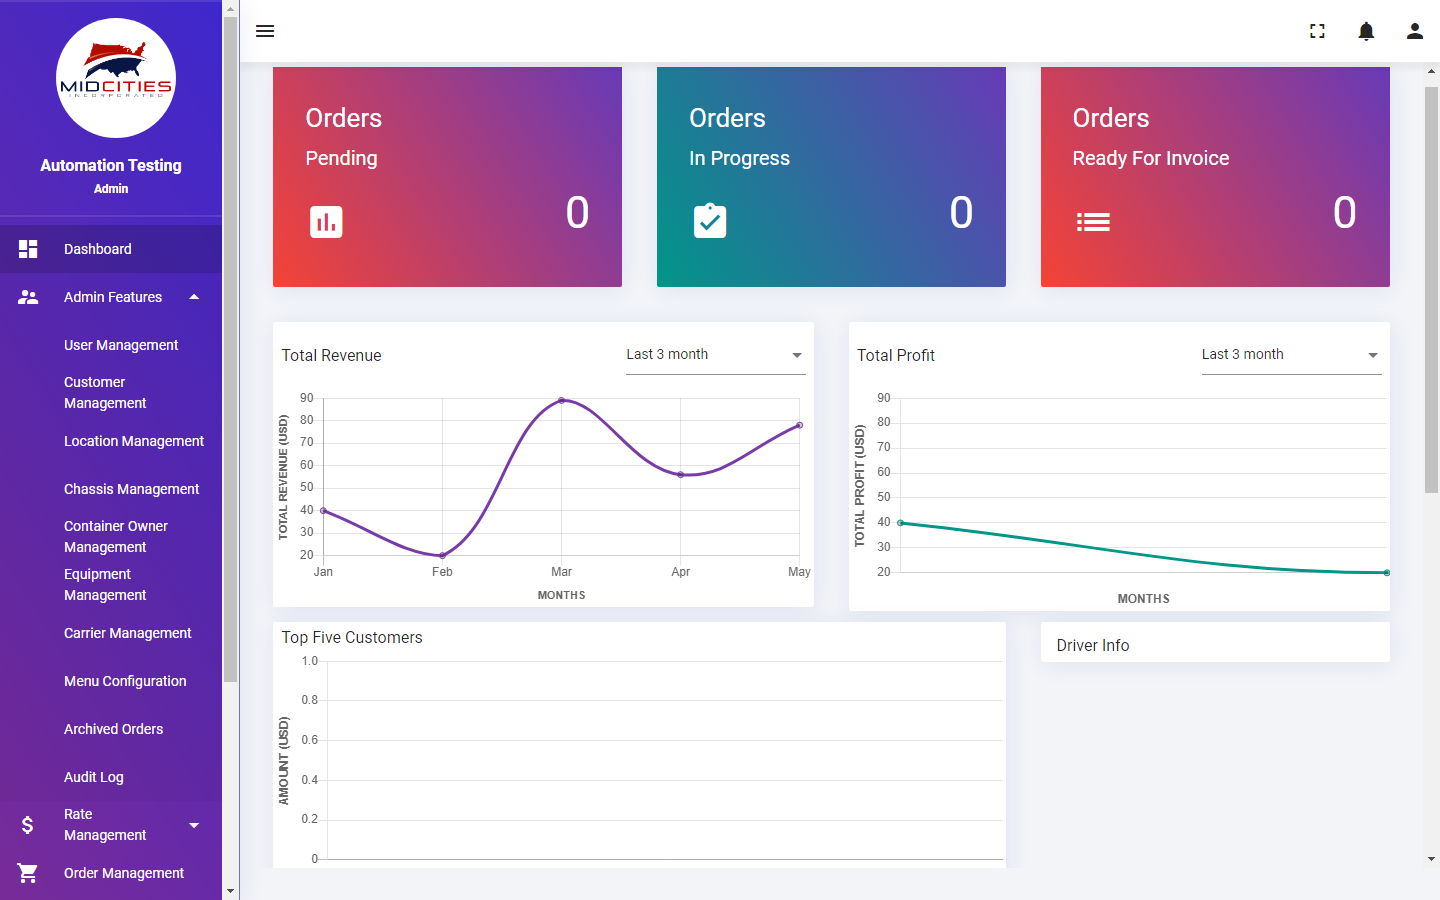 MIDCITIES
INCORPORATED
Automation Testing
Admin
Dashboard
Admin Features
User Management
Customer
Management
Location Management
Chassis Management
Container Owner
Management
Equipment
Management
Carrier Management
Menu Configuration
Archived Orders
Audit Log
Rate
Management
Order Management
Orders
Pending
0
Orders
In Progress
0
Orders
Ready For Invoice
0
Total Revenue
Last 3 month
TOTAL REVENUE (USD)
90
80
70
60
50
40
30
20
Jan Feb Mar Apr May
MONTHS
Total Profit
Last 3 month
TOTAL PROFIT (USD)
90
80
70
60
50
40
30
20
MONTHS
Top Five Customers
AMOUNT (USD)
1.0
0.8
0.6
0.4
0.2
0
Driver Info